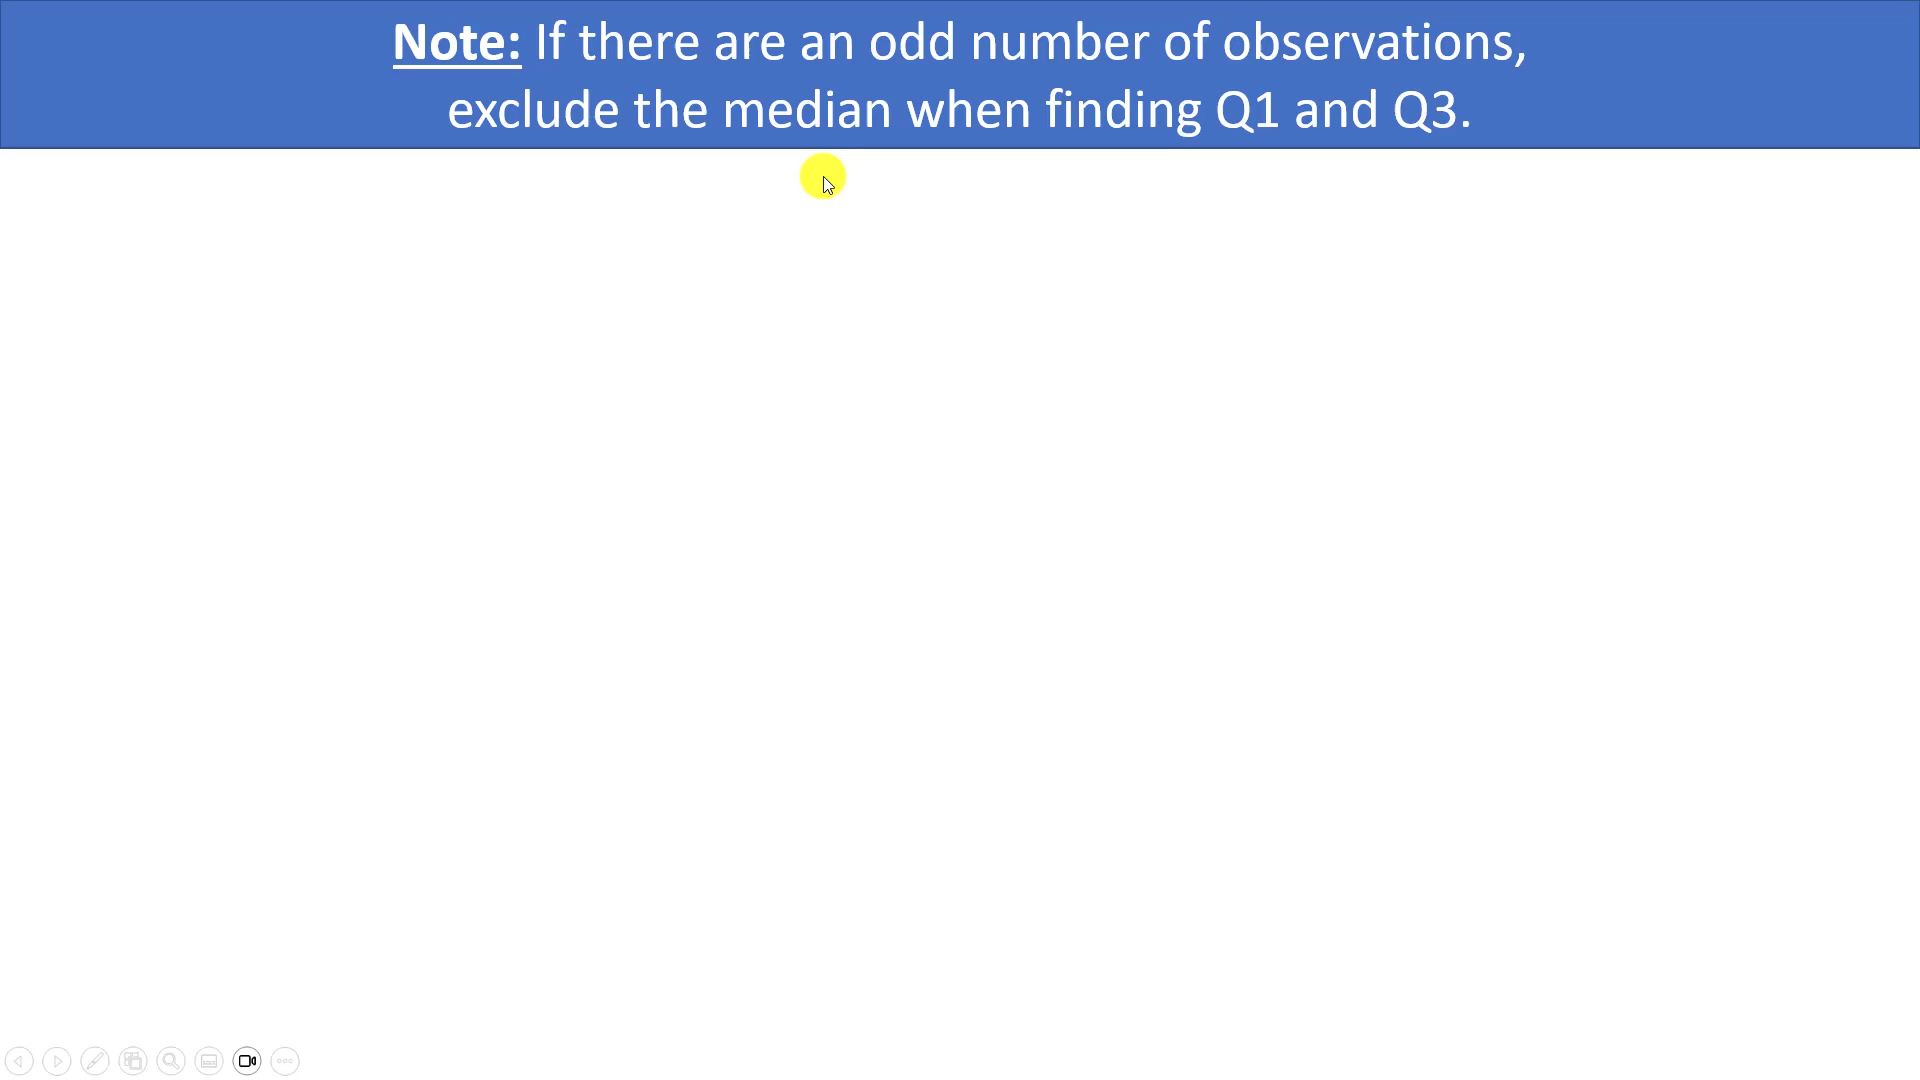 Note: If there are an odd number of observations,
exclude the median when finding Q1 and Q3.